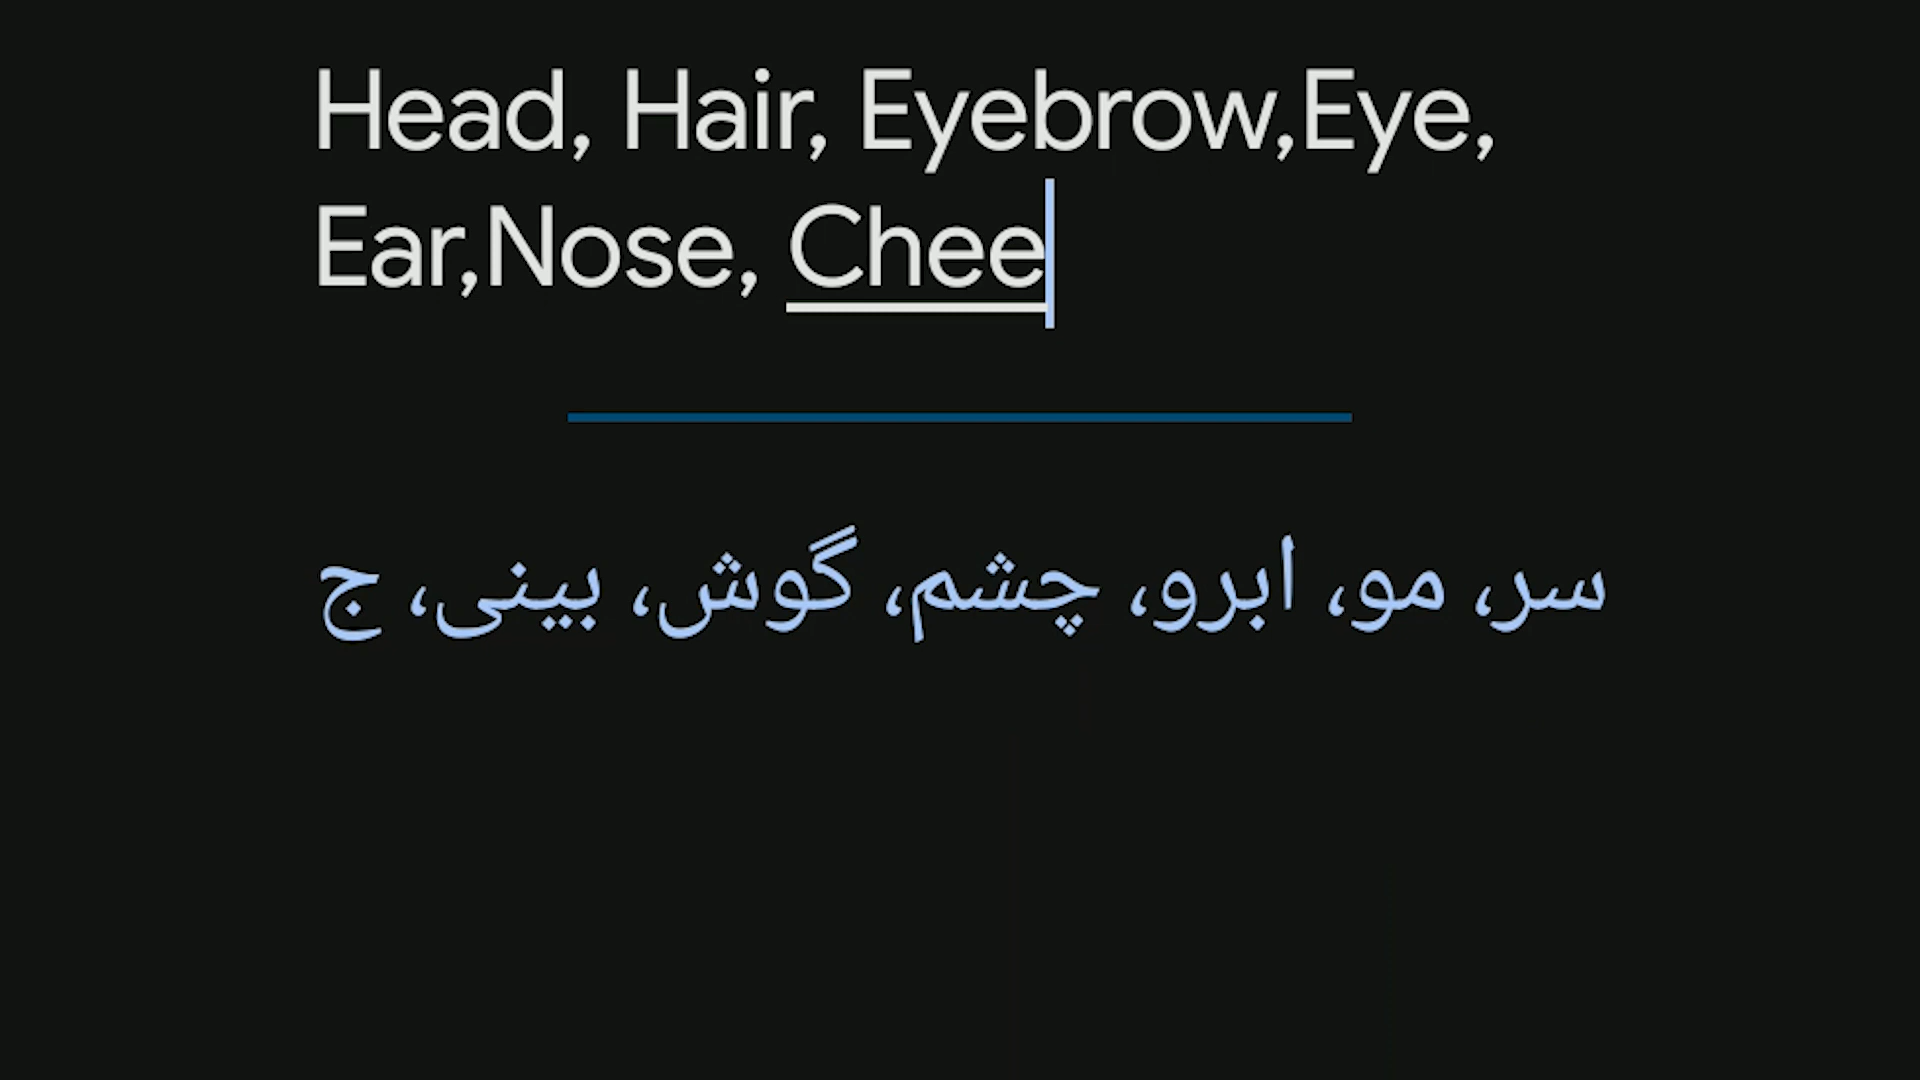 Head, Hair, Eyebrow,Eye,
Ear,Nose, Chee
سر، مو، ابرو، چشم، گوش، بینی، ج